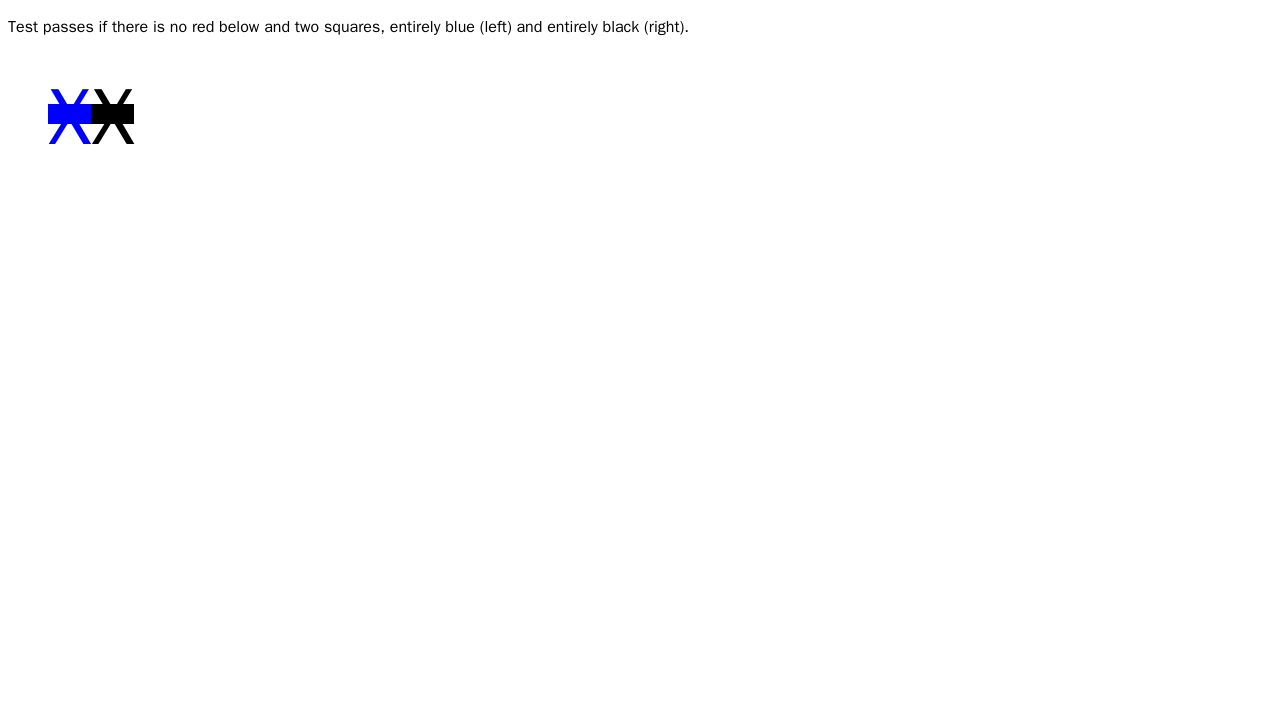 Test passes if there is no red below and two squares, entirely blue (left) and entirely black (right).
XX